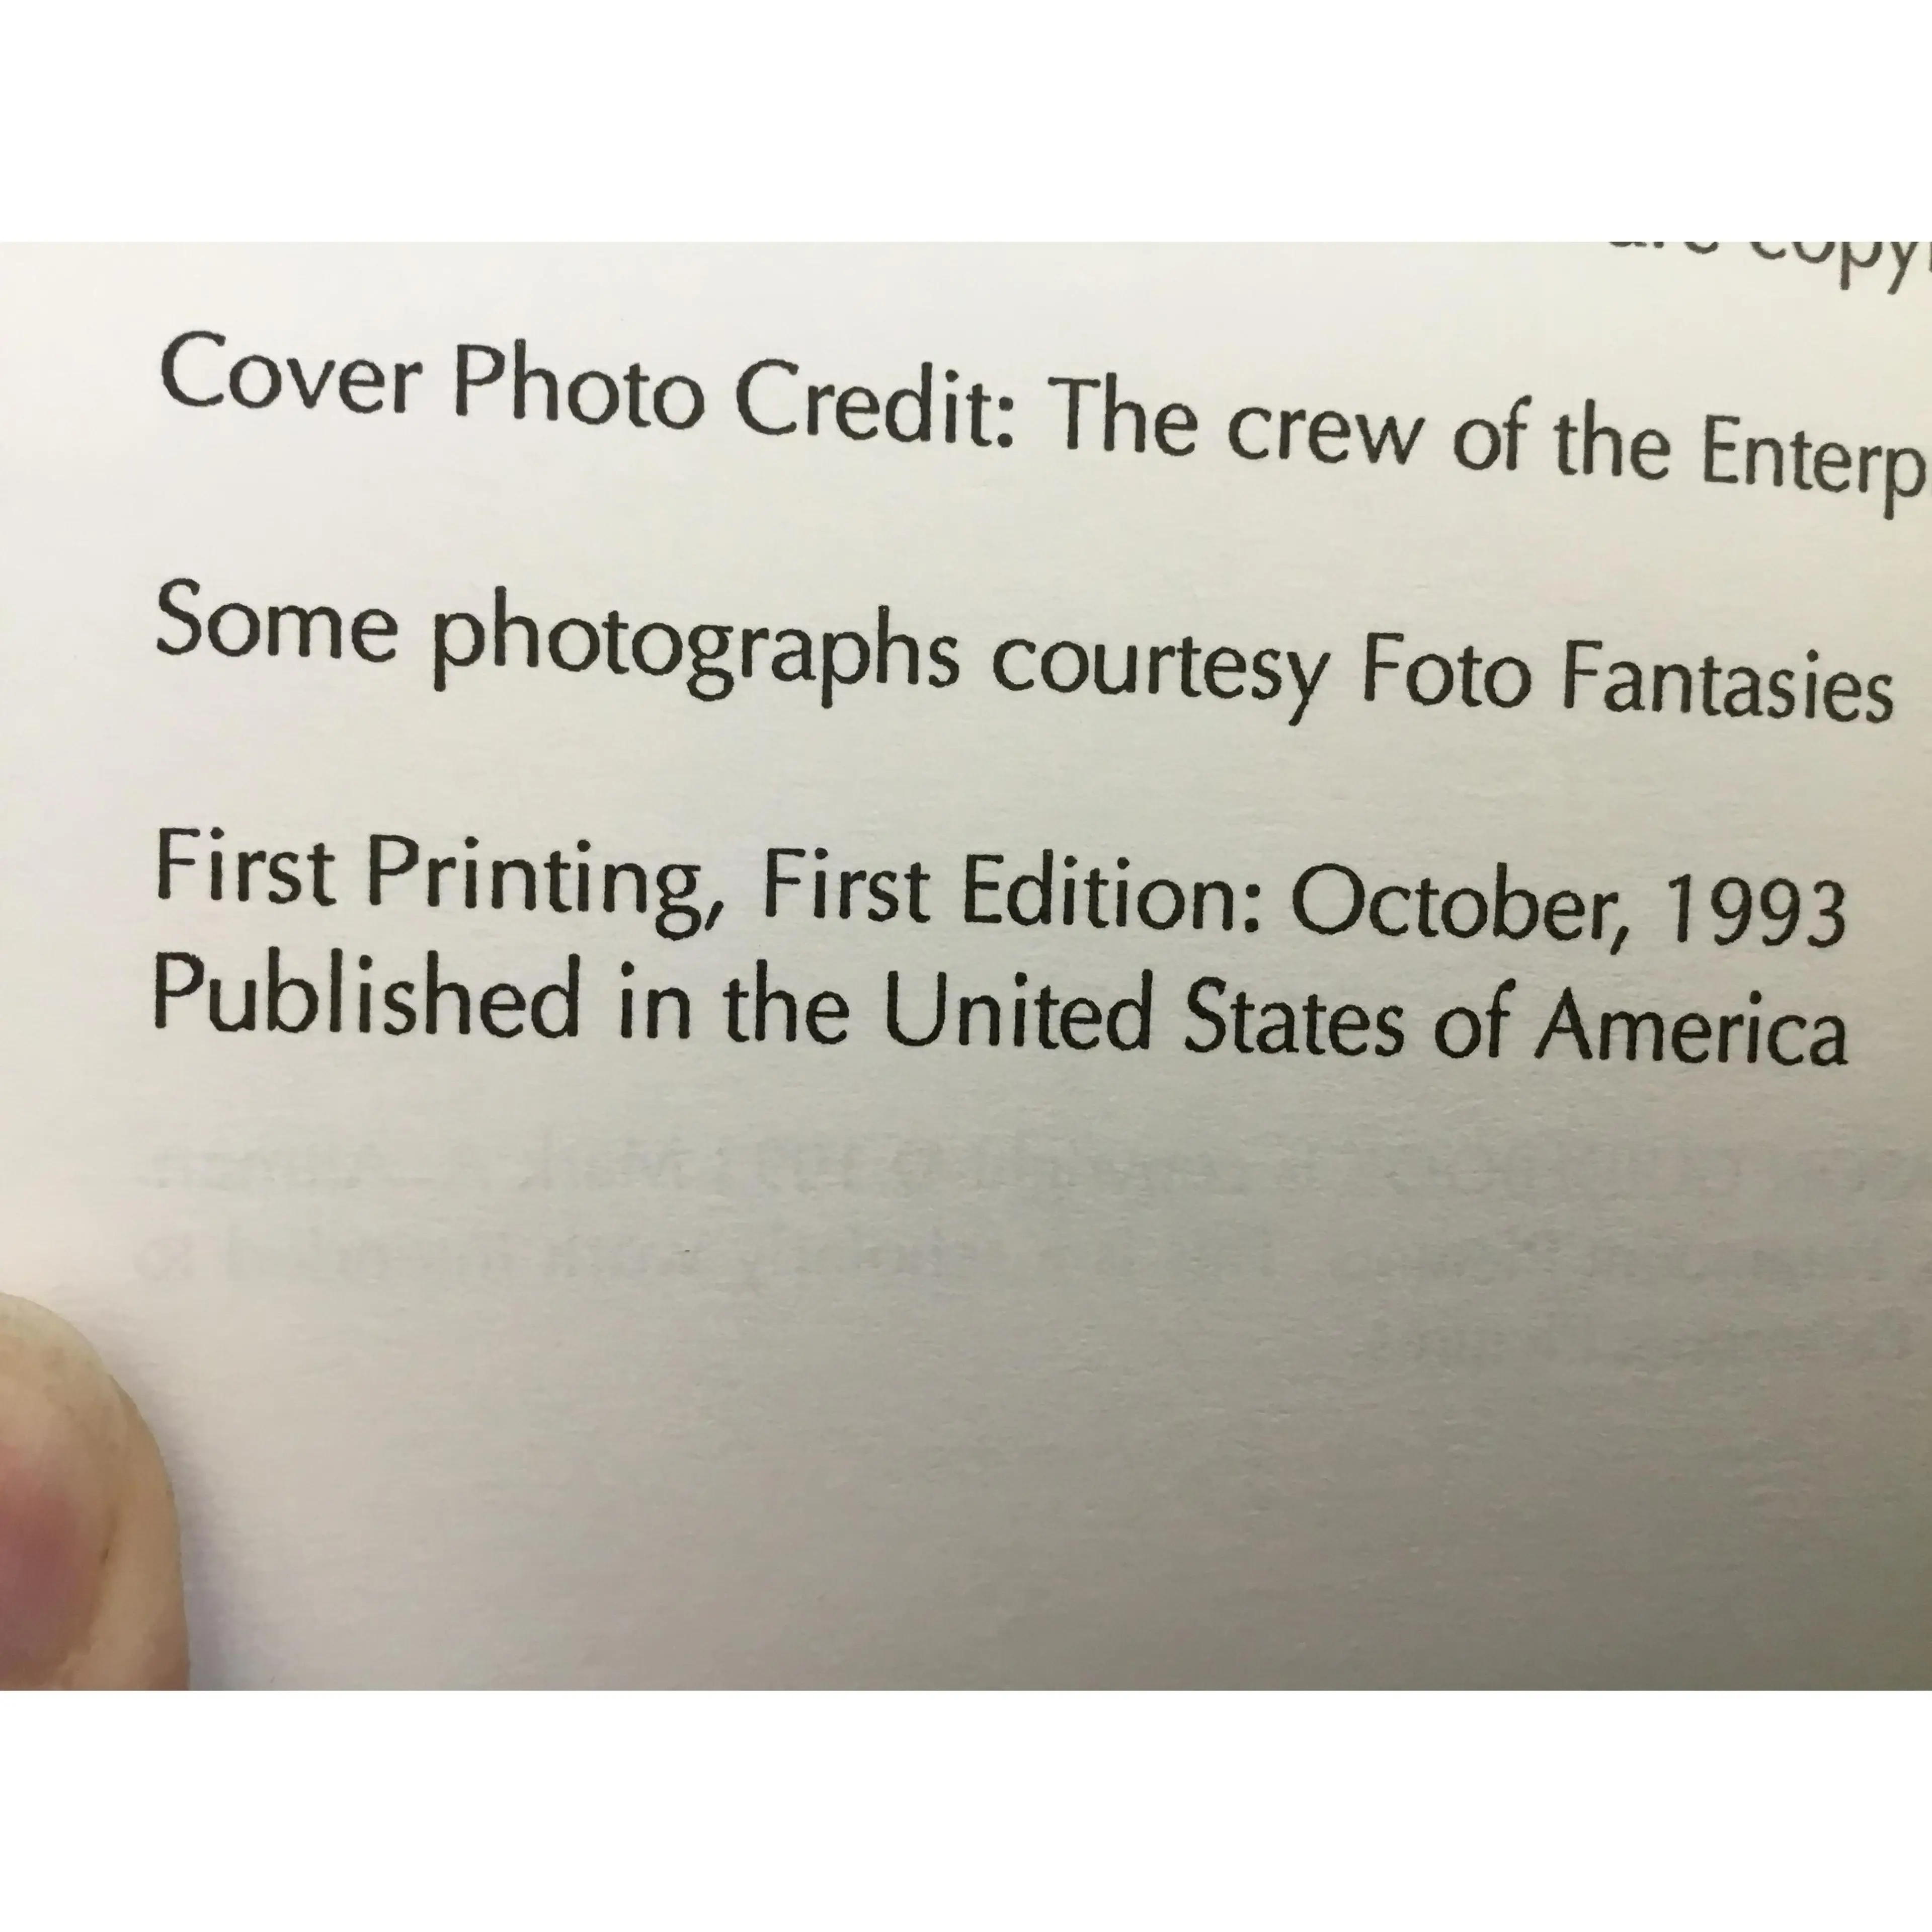 Cover Photo Credit: The crew of the Enterp
Some photographs courtesy Foto Fantasies
First Printing, First Edition: October, 1993
Published in the United States of America